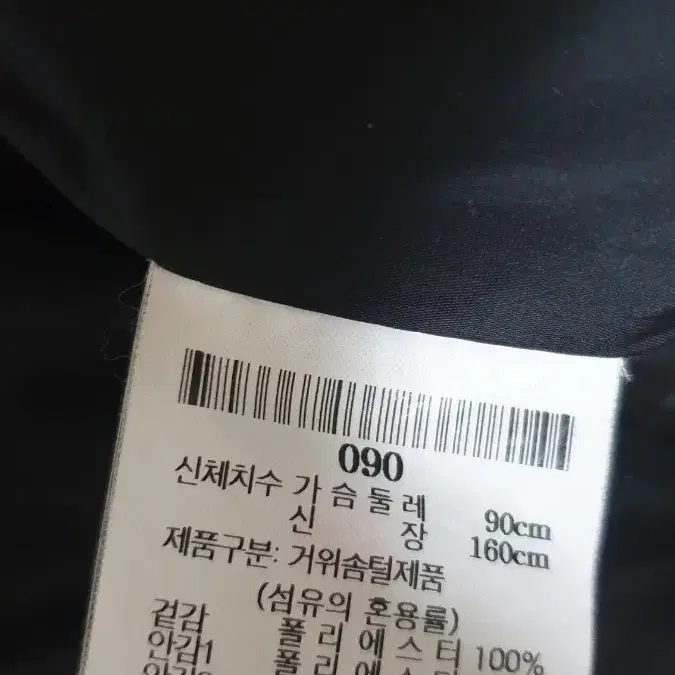 090
신체치수 가 슴 둘 레 90cm
신 장 160cm
제품구분: 거위솜털제품
(섬유의 혼용률)
겉감 폴 리 에 스 터 100%
안감1 폴 리 에 스 터